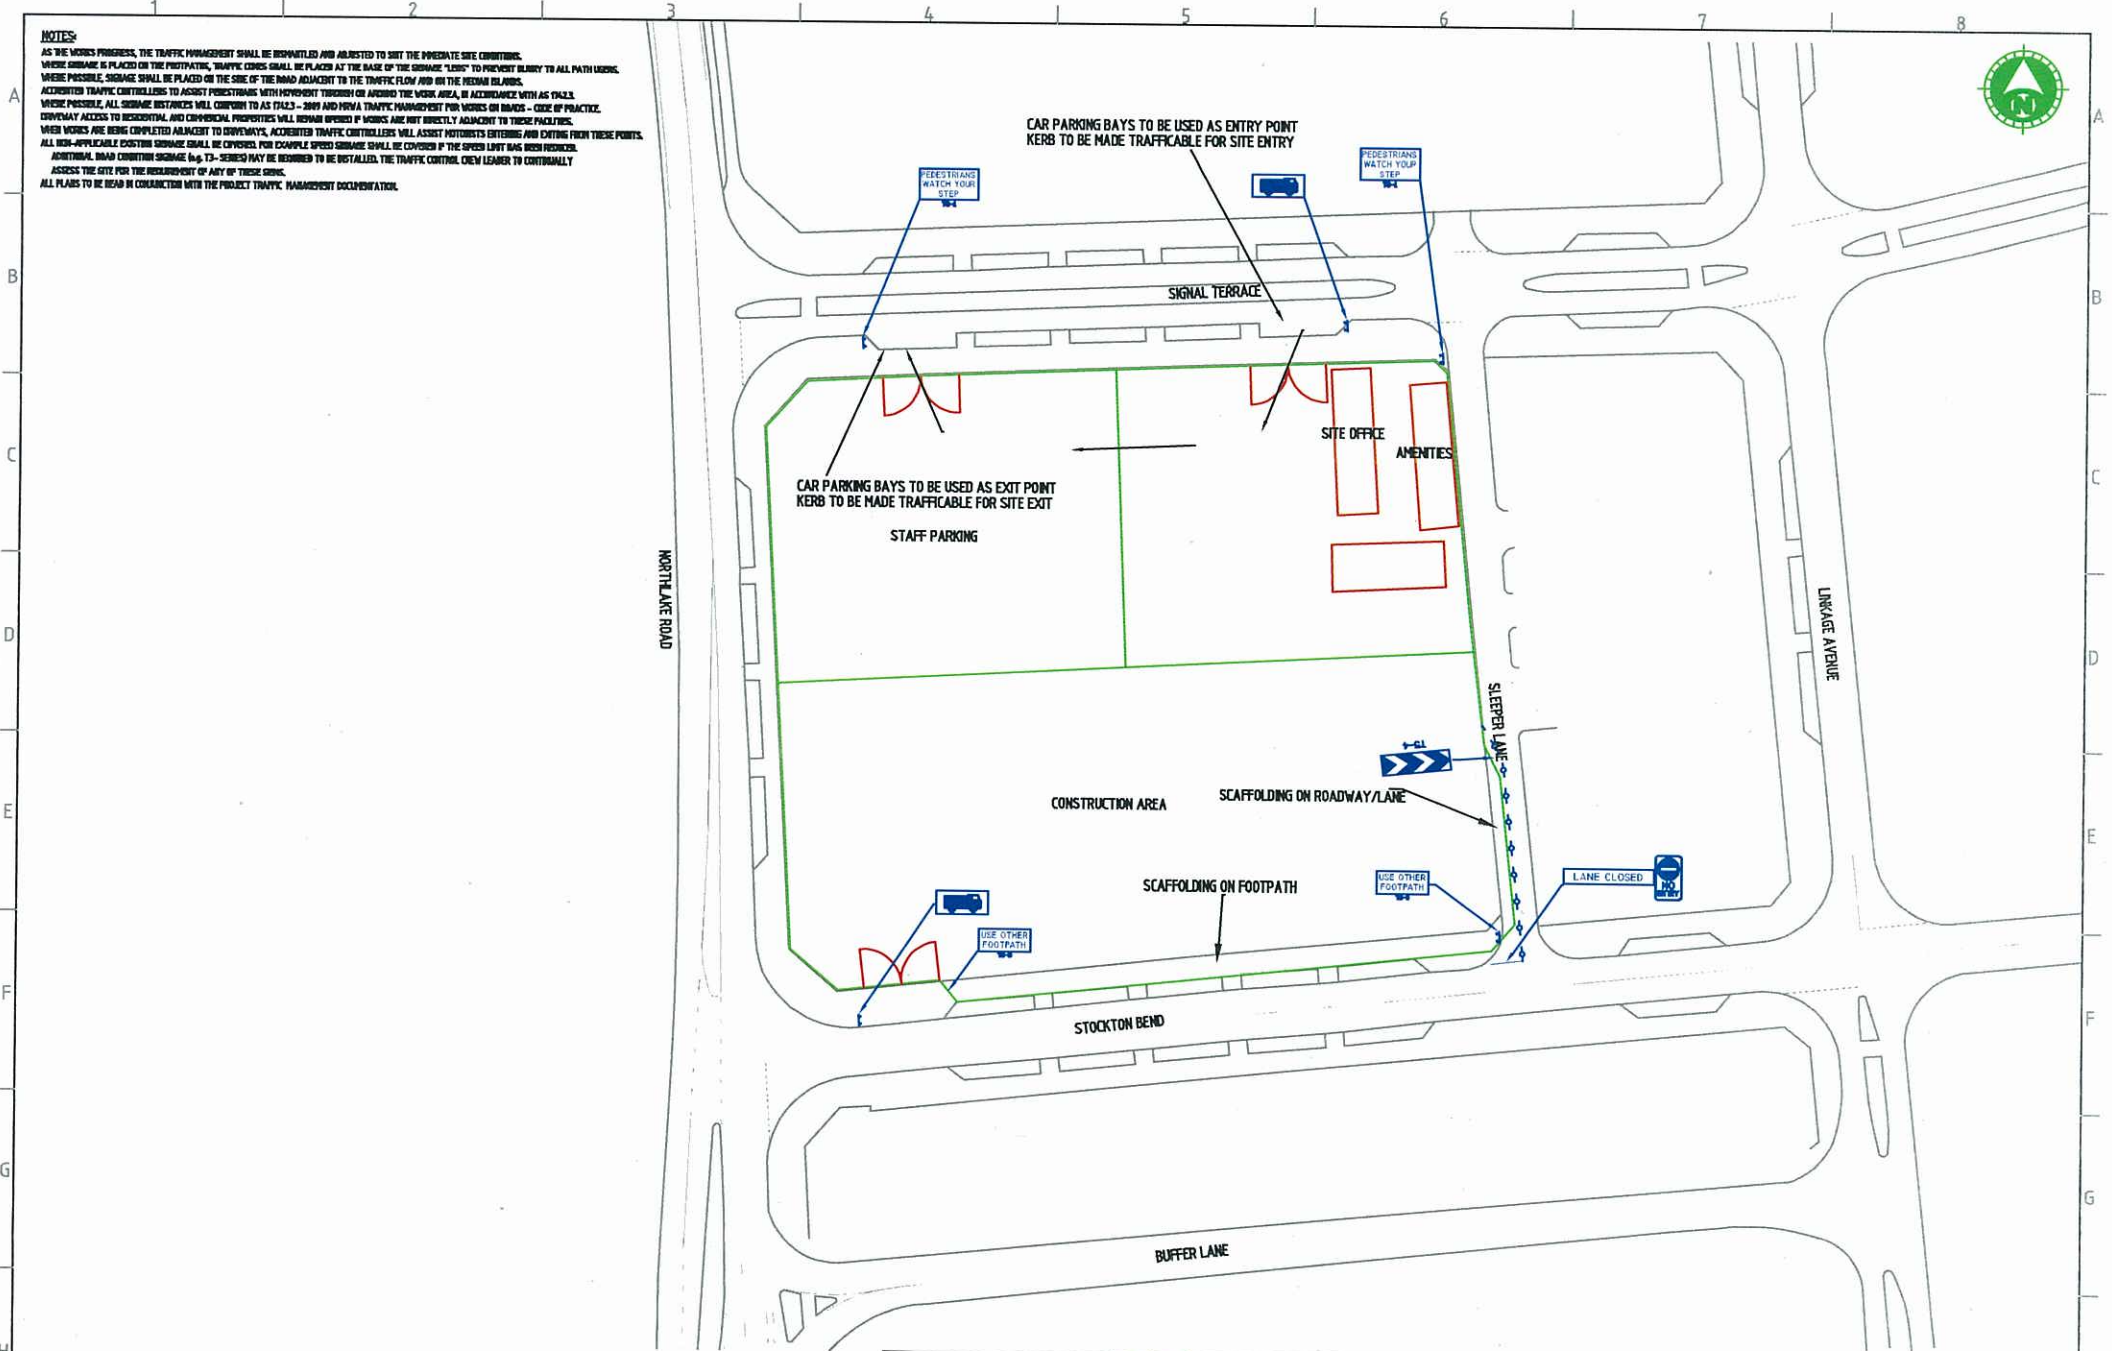 1 2 3 4 5 6 7 8
NOTES:
AS THE WORKS PROGRESS, THE TRAFFIC MANAGEMENT SHALL BE DISMANTLED AND ADJUSTED TO SUIT THE IMMEDIATE SITE CONDITIONS.
WHERE SIGNAGE IS PLACED ON THE FOOTPATHS, TRAFFIC CONES SHALL BE PLACED AT THE BASE OF THE SIGNAGE "LEGS" TO PREVENT INJURY TO ALL PATH USERS.
WHERE POSSIBLE, SIGNAGE SHALL BE PLACED ON THE SIDE OF THE ROAD ADJACENT TO THE TRAFFIC FLOW AND ON THE MEDIAN ISLANDS.
ACCREDITED TRAFFIC CONTROLLERS TO ASSIST PEDESTRIANS WITH MOVEMENT THROUGH OR AROUND THE WORK AREA, IN ACCORDANCE WITH AS 1742.3.
WHERE POSSIBLE, ALL SIGNAGE DISTANCES WILL CONFORM TO AS 1742.3 - 2009 AND MRWA TRAFFIC MANAGEMENT FOR WORKS ON ROADS - CODE OF PRACTICE.
DRIVEWAY ACCESS TO RESIDENTIAL AND COMMERCIAL PROPERTIES WILL REMAIN OPENED IF WORKS ARE NOT DIRECTLY ADJACENT TO THESE FACILITIES.
WHEN WORKS ARE BEING COMPLETED ADJACENT TO DRIVEWAYS, ACCREDITED TRAFFIC CONTROLLERS WILL ASSIST MOTORISTS ENTERING AND EXITING FROM THESE POINTS.
ALL NON-APPLICABLE EXISTING SIGNAGE SHALL BE COVERED. FOR EXAMPLE SPEED SIGNAGE SHALL BE COVERED IF THE SPEED LIMIT HAS BEEN REDUCED.
ADDITIONAL ROAD CONDITION SIGNAGE (e.g. T3- SERIES) MAY BE REQUIRED TO BE INSTALLED. THE TRAFFIC CONTROL CREW LEADER TO CONTINUALLY
ASSESS THE SITE FOR THE REQUIREMENT OF ANY OF THESE SIGNS.
ALL PLANS TO BE READ IN CONJUNCTION WITH THE PROJECT TRAFFIC MANAGEMENT DOCUMENTATION.
N
A
A
CAR PARKING BAYS TO BE USED AS ENTRY POINT
KERB TO BE MADE TRAFFICABLE FOR SITE ENTRY
PEDESTRIANS
WATCH YOUR
STEP
PEDESTRIANS
WATCH YOUR
STEP
B
B
SIGNAL TERRACE
C
C
SITE OFFICE
AMENITIES
CAR PARKING BAYS TO BE USED AS EXIT POINT
KERB TO BE MADE TRAFFICABLE FOR SITE EXIT
STAFF PARKING
NORTHLAKE ROAD
LINKAGE AVENUE
D
D
SLEEPER LANE
E
E
CONSTRUCTION AREA
SCAFFOLDING ON ROADWAY/LANE
SCAFFOLDING ON FOOTPATH
USE OTHER
FOOTPATH
LANE CLOSED
NO
ENTRY
USE OTHER
FOOTPATH
F
F
STOCKTON BEND
G
G
BUFFER LANE
H